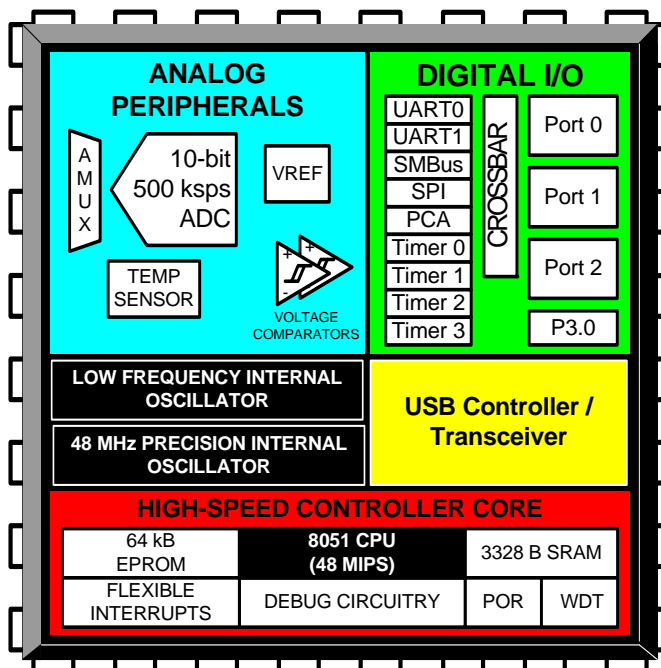 ANALOG
PERIPHERALS
A
M
U
X
10-bit
500 ksps
ADC
VREF
TEMP
SENSOR
+
-
+
VOLTAGE
COMPARATORS
DIGITAL I/O
UART0
UART1
SMBus
SPI
PCA
Timer 0
Timer 1
Timer 2
Timer 3
CROSSBAR
Port 0
Port 1
Port 2
P3.0
LOW FREQUENCY INTERNAL
OSCILLATOR
48 MHz PRECISION INTERNAL
OSCILLATOR
USB Controller /
Transceiver
HIGH-SPEED CONTROLLER CORE
64 kB
EPROM
8051 CPU
(48 MIPS)
3328 B SRAM
FLEXIBLE
INTERRUPTS
DEBUG CIRCUITRY
POR
WDT